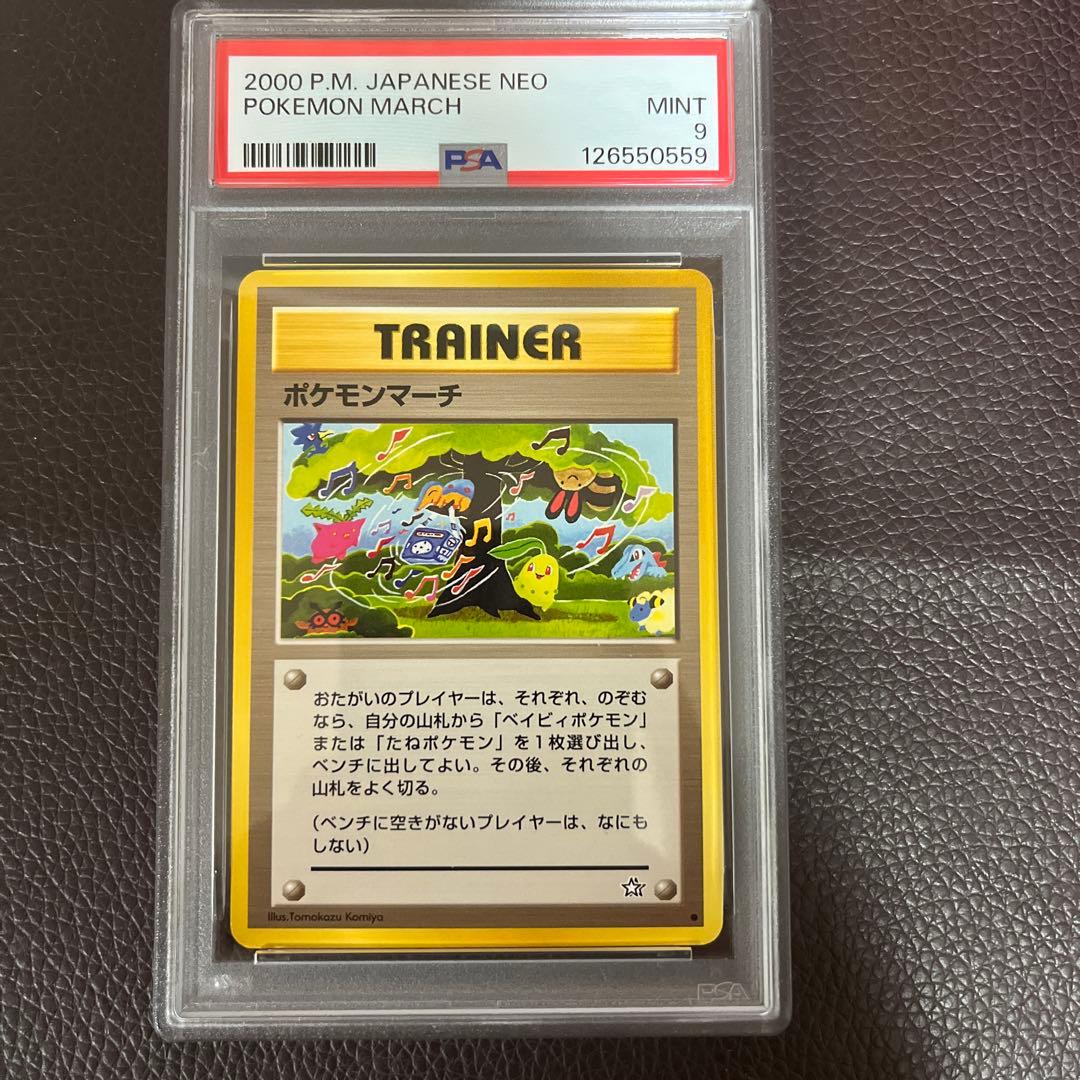 2000 P.M. JAPANESE NEO
POKEMON MARCH
MINT
9
PSA
126550559
TRAINER
ポケモンマーチ
おたがいのプレイヤーは、それぞれ、のぞむ
なら、自分の山札から「ベイビィポケモン」
または「たねポケモン」を1枚選び出し、
ベンチに出してよい。その後、それぞれの
山札をよく切る。
(ベンチに空きがないプレイヤーは、なにも
しない)
Illus.Tomokazu Komiya
PSA